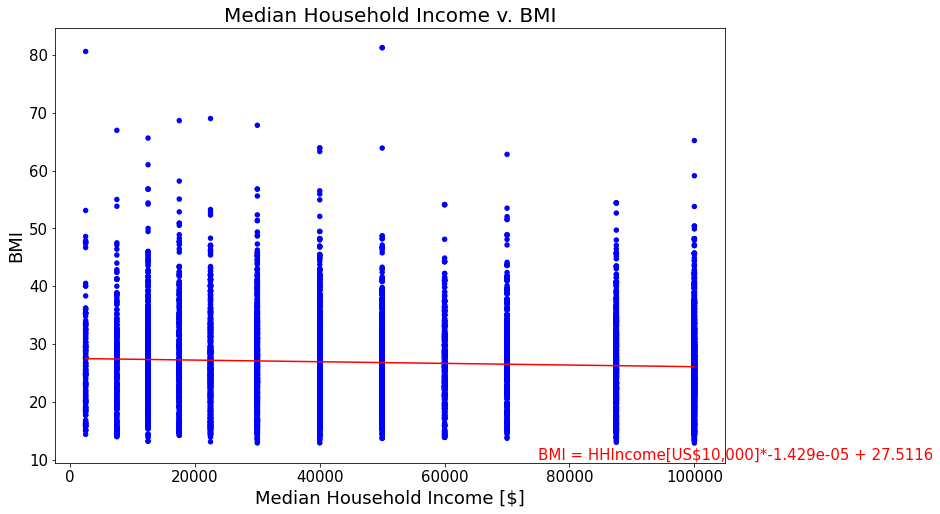 Median Household Income v. BMI
BMI
80
70
60
50
40
30
20
10
BMI = HHIncome[US$10,000]*-1.429e-05 + 27.5116
0 20000 40000 60000 80000 100000
Median Household Income [$]